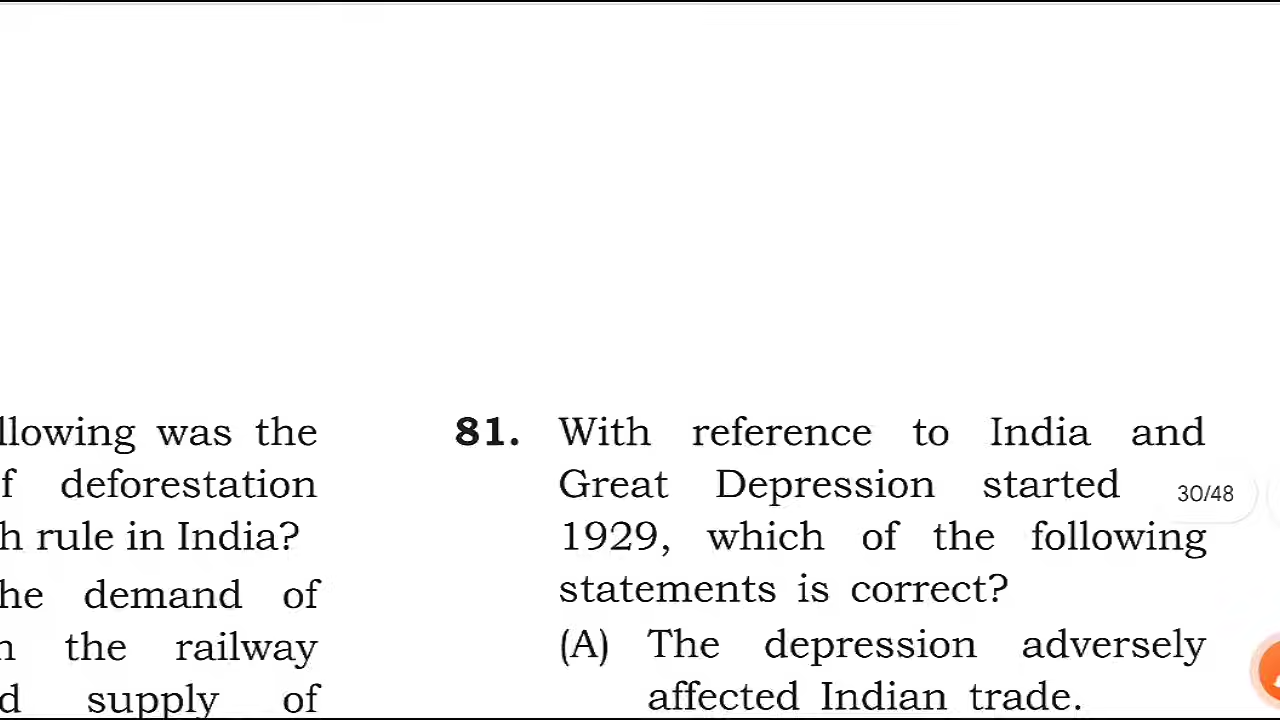 llowing was the
f deforestation
h rule in India?
he demand of
n the railway
d supply of
81. With reference to India and
Great Depression started
1929, which of the following
statements is correct?
(A) The depression adversely
affected Indian trade.
30/48